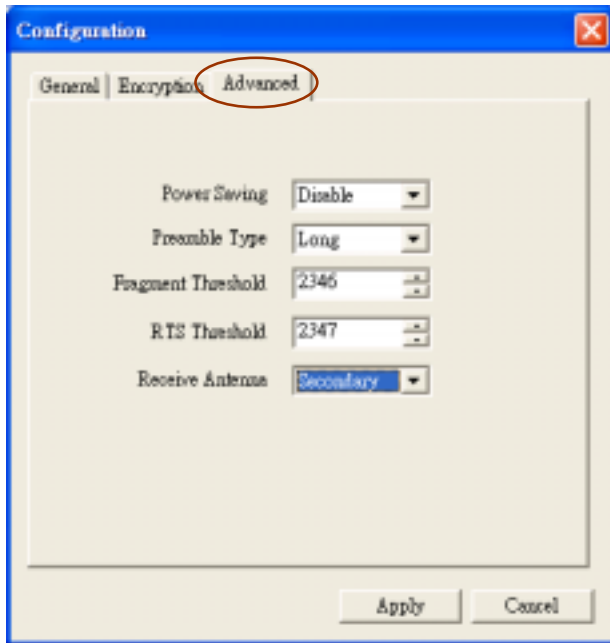 Configuration
General Encryption Advanced
Power Saving Disable
Preamble Type Long
Fragment Threshold 2346
RTS Threshold 2347
Receive Antenna Secondary
Apply Cancel